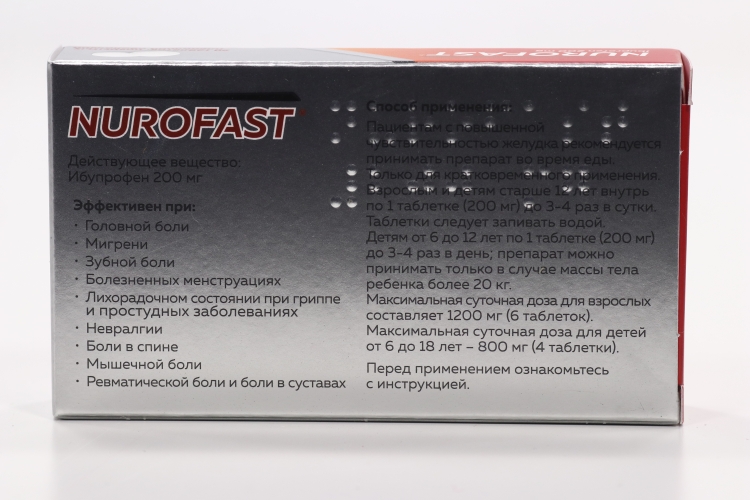 NUROFAST
NUROFAST
Действующее вещество:
Ибупрофен 200 мг
Эффективен при:
· Головной боли
· Мигрени
· Зубной боли
· Болезненных менструациях
· Лихорадочном состоянии при гриппе
и простудных заболеваниях
· Невралгии
· Боли в спине
· Мышечной боли
· Ревматической боли и боли в суставах
Способ применения:
Пациентам с повышенной
чувствительностью желудка рекомендуется
принимать препарат во время еды.
Только для кратковременного применения.
Взрослым и детям старше 12 лет внутрь
по 1 таблетке (200 мг) до 3-4 раз в сутки.
Таблетки следует запивать водой.
Детям от 6 до 12 лет по 1 таблетке (200 мг)
до 3-4 раз в день; препарат можно
принимать только в случае массы тела
ребенка более 20 кг.
Максимальная суточная доза для взрослых
составляет 1200 мг (6 таблеток).
Максимальная суточная доза для детей
от 6 до 18 лет – 800 мг (4 таблетки).
Перед применением ознакомьтесь
с инструкцией.